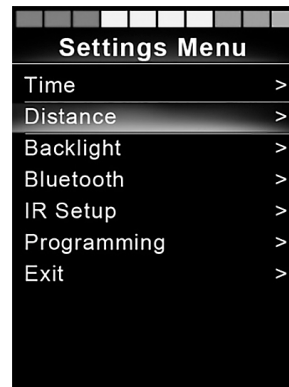 Settings Menu
Time >
Distance >
Backlight >
Bluetooth >
IR Setup >
Programming >
Exit >